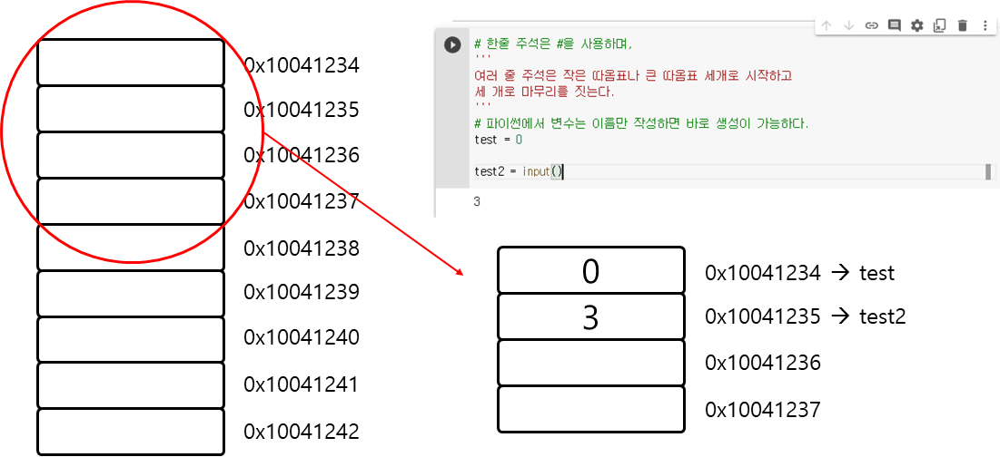 0x10041234
0x10041235
0x10041236
0x10041237
0x10041238
0x10041239
0x10041240
0x10041241
0x10041242
# 한줄 주석은 #을 사용하며,
'''
여러 줄 주석은 작은 따옴표나 큰 따옴표 세개로 시작하고
세 개로 마무리를 짓는다.
'''
# 파이썬에서 변수는 이름만 작성하면 바로 생성이 가능하다.
test = 0
test2 = input()
3
0 0x10041234 → test
3 0x10041235 → test2
0x10041236
0x10041237